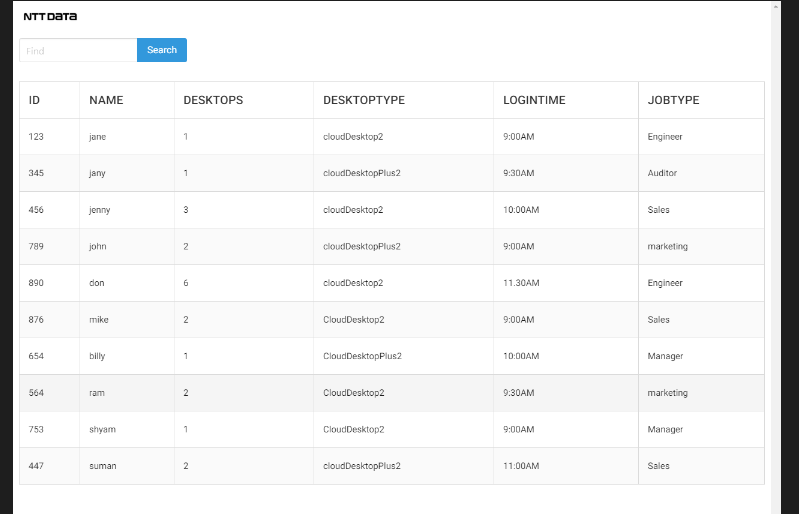 NTT DATA
Find Search
ID NAME DESKTOPS DESKTOPTYPE LOGINTIME JOBTYPE
123 jane 1 cloudDesktop2 9:00AM Engineer
345 jany 1 cloudDesktopPlus2 9:30AM Auditor
456 jenny 3 cloudDesktop2 10:00AM Sales
789 john 2 cloudDesktopPlus2 9:00AM marketing
890 don 6 cloudDesktop2 11.30AM Engineer
876 mike 2 CloudDesktop2 9:00AM Sales
654 billy 1 CloudDesktopPlus2 10:00AM Manager
564 ram 2 CloudDesktop2 9:30AM marketing
753 shyam 1 CloudDesktop2 9:00AM Manager
447 suman 2 cloudDesktopPlus2 11:00AM Sales